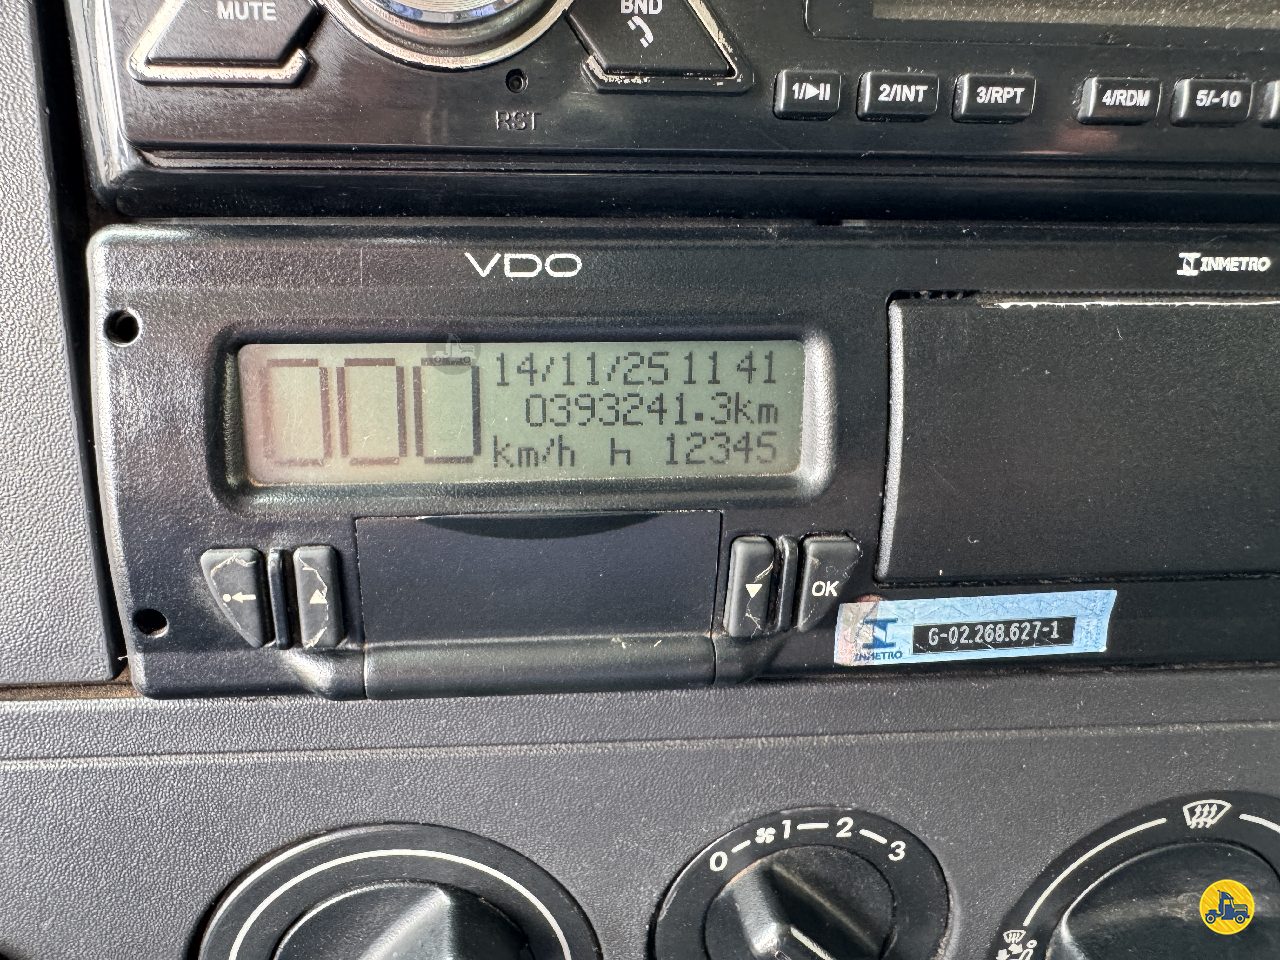 MUTE
BND
RST
1/▶II
2/INT
3/RPT
4/RDM
5/-10
VDO
INMETRO
000
14/11/25 11 41
0393241.3km
km/h h 12345
OK
INMETRO
G-02.268.627-1
0 1 2 3